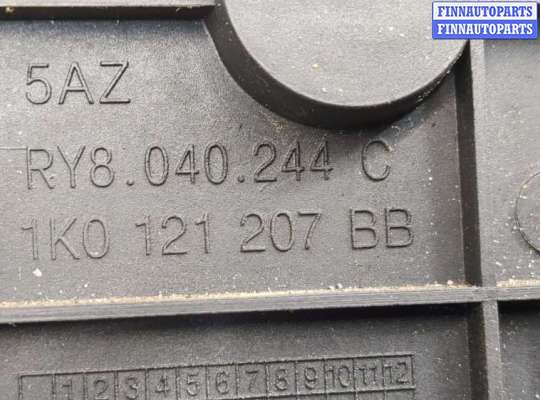 FINNAUTOPARTS
FINNAUTOPARTS
5AZ
RY8.040.244 C
1K0 121 207 BB
1 2 3 4 5 6 7 8 9 10 11 12